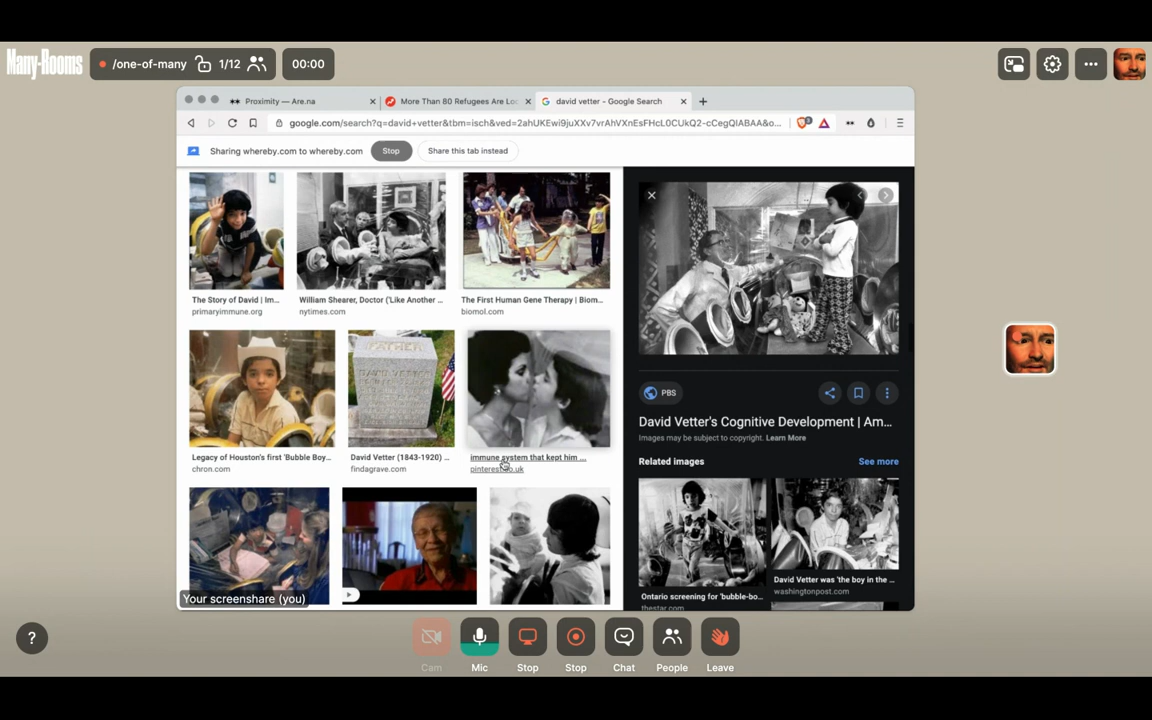 Many-Rooms
/one-of-many
1/12
00:00
Proximity — Are.na
More Than 80 Refugees Are Loc
david vetter - Google Search
google.com/search?q=david+vetter&tbm=isch&ved=2ahUKEwi9juXXv7vrAhVXnEsFHcL0CUkQ2-cCegQIABAA&o...
Sharing whereby.com to whereby.com
Stop
Share this tab instead
The Story of David | Im...
primaryimmune.org
William Shearer, Doctor ('Like Another ...
nytimes.com
The First Human Gene Therapy | Biom...
biomol.com
FATHER
DAVID VETTER
Legacy of Houston's first 'Bubble Boy...
chron.com
David Vetter (1843-1920) ...
findagrave.com
immune system that kept him ...
pinterest.co.uk
PBS
David Vetter's Cognitive Development | Am...
Images may be subject to copyright. Learn More
Related images
See more
Ontario screening for 'bubble-bo...
thestar.com
David Vetter was 'the boy in the ...
washingtonpost.com
Your screenshare (you)
?
Cam
Mic
Stop
Stop
Chat
People
Leave